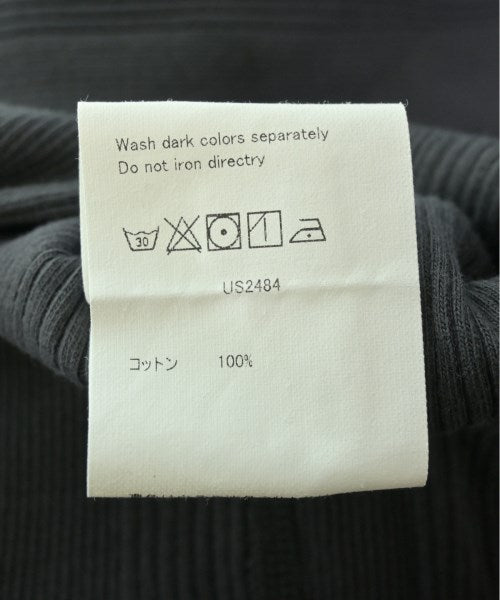 Wash dark colors separately
Do not iron directry
30
US2484
コットン 100%